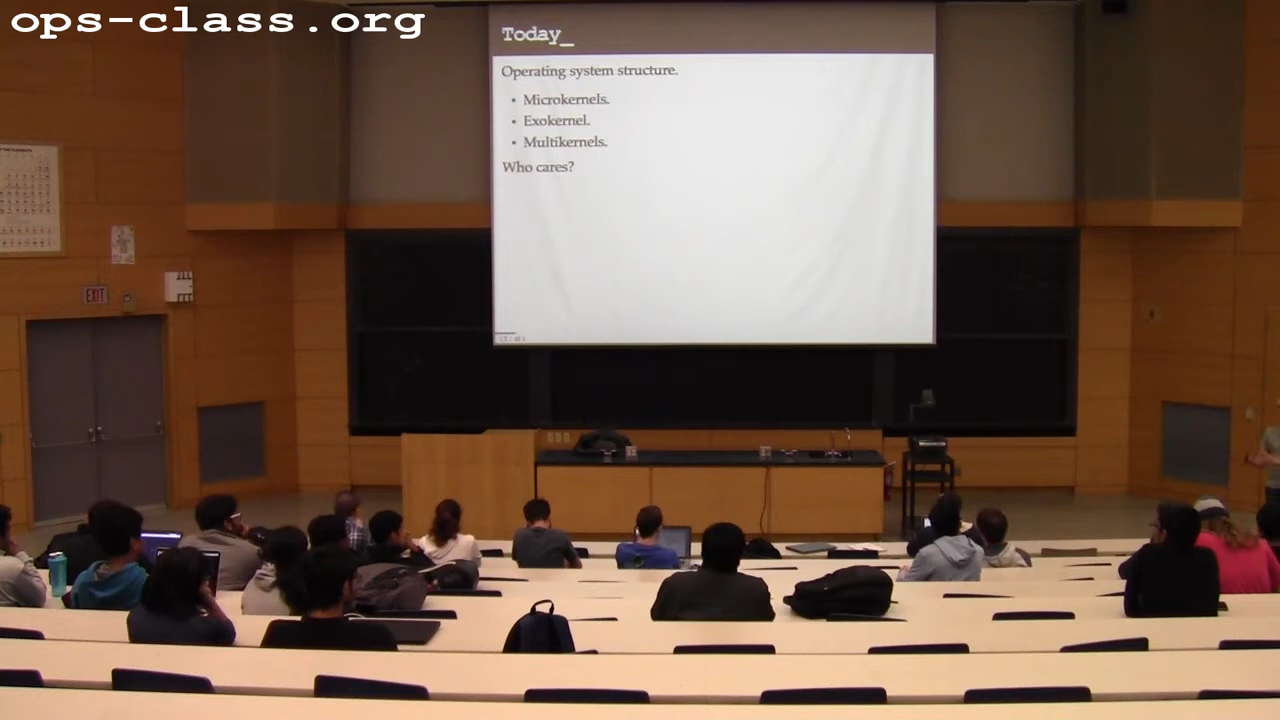 ops-class.org
Today_
Operating system structure.
• Microkernels.
• Exokernel.
• Multikernels.
Who cares?
EXIT